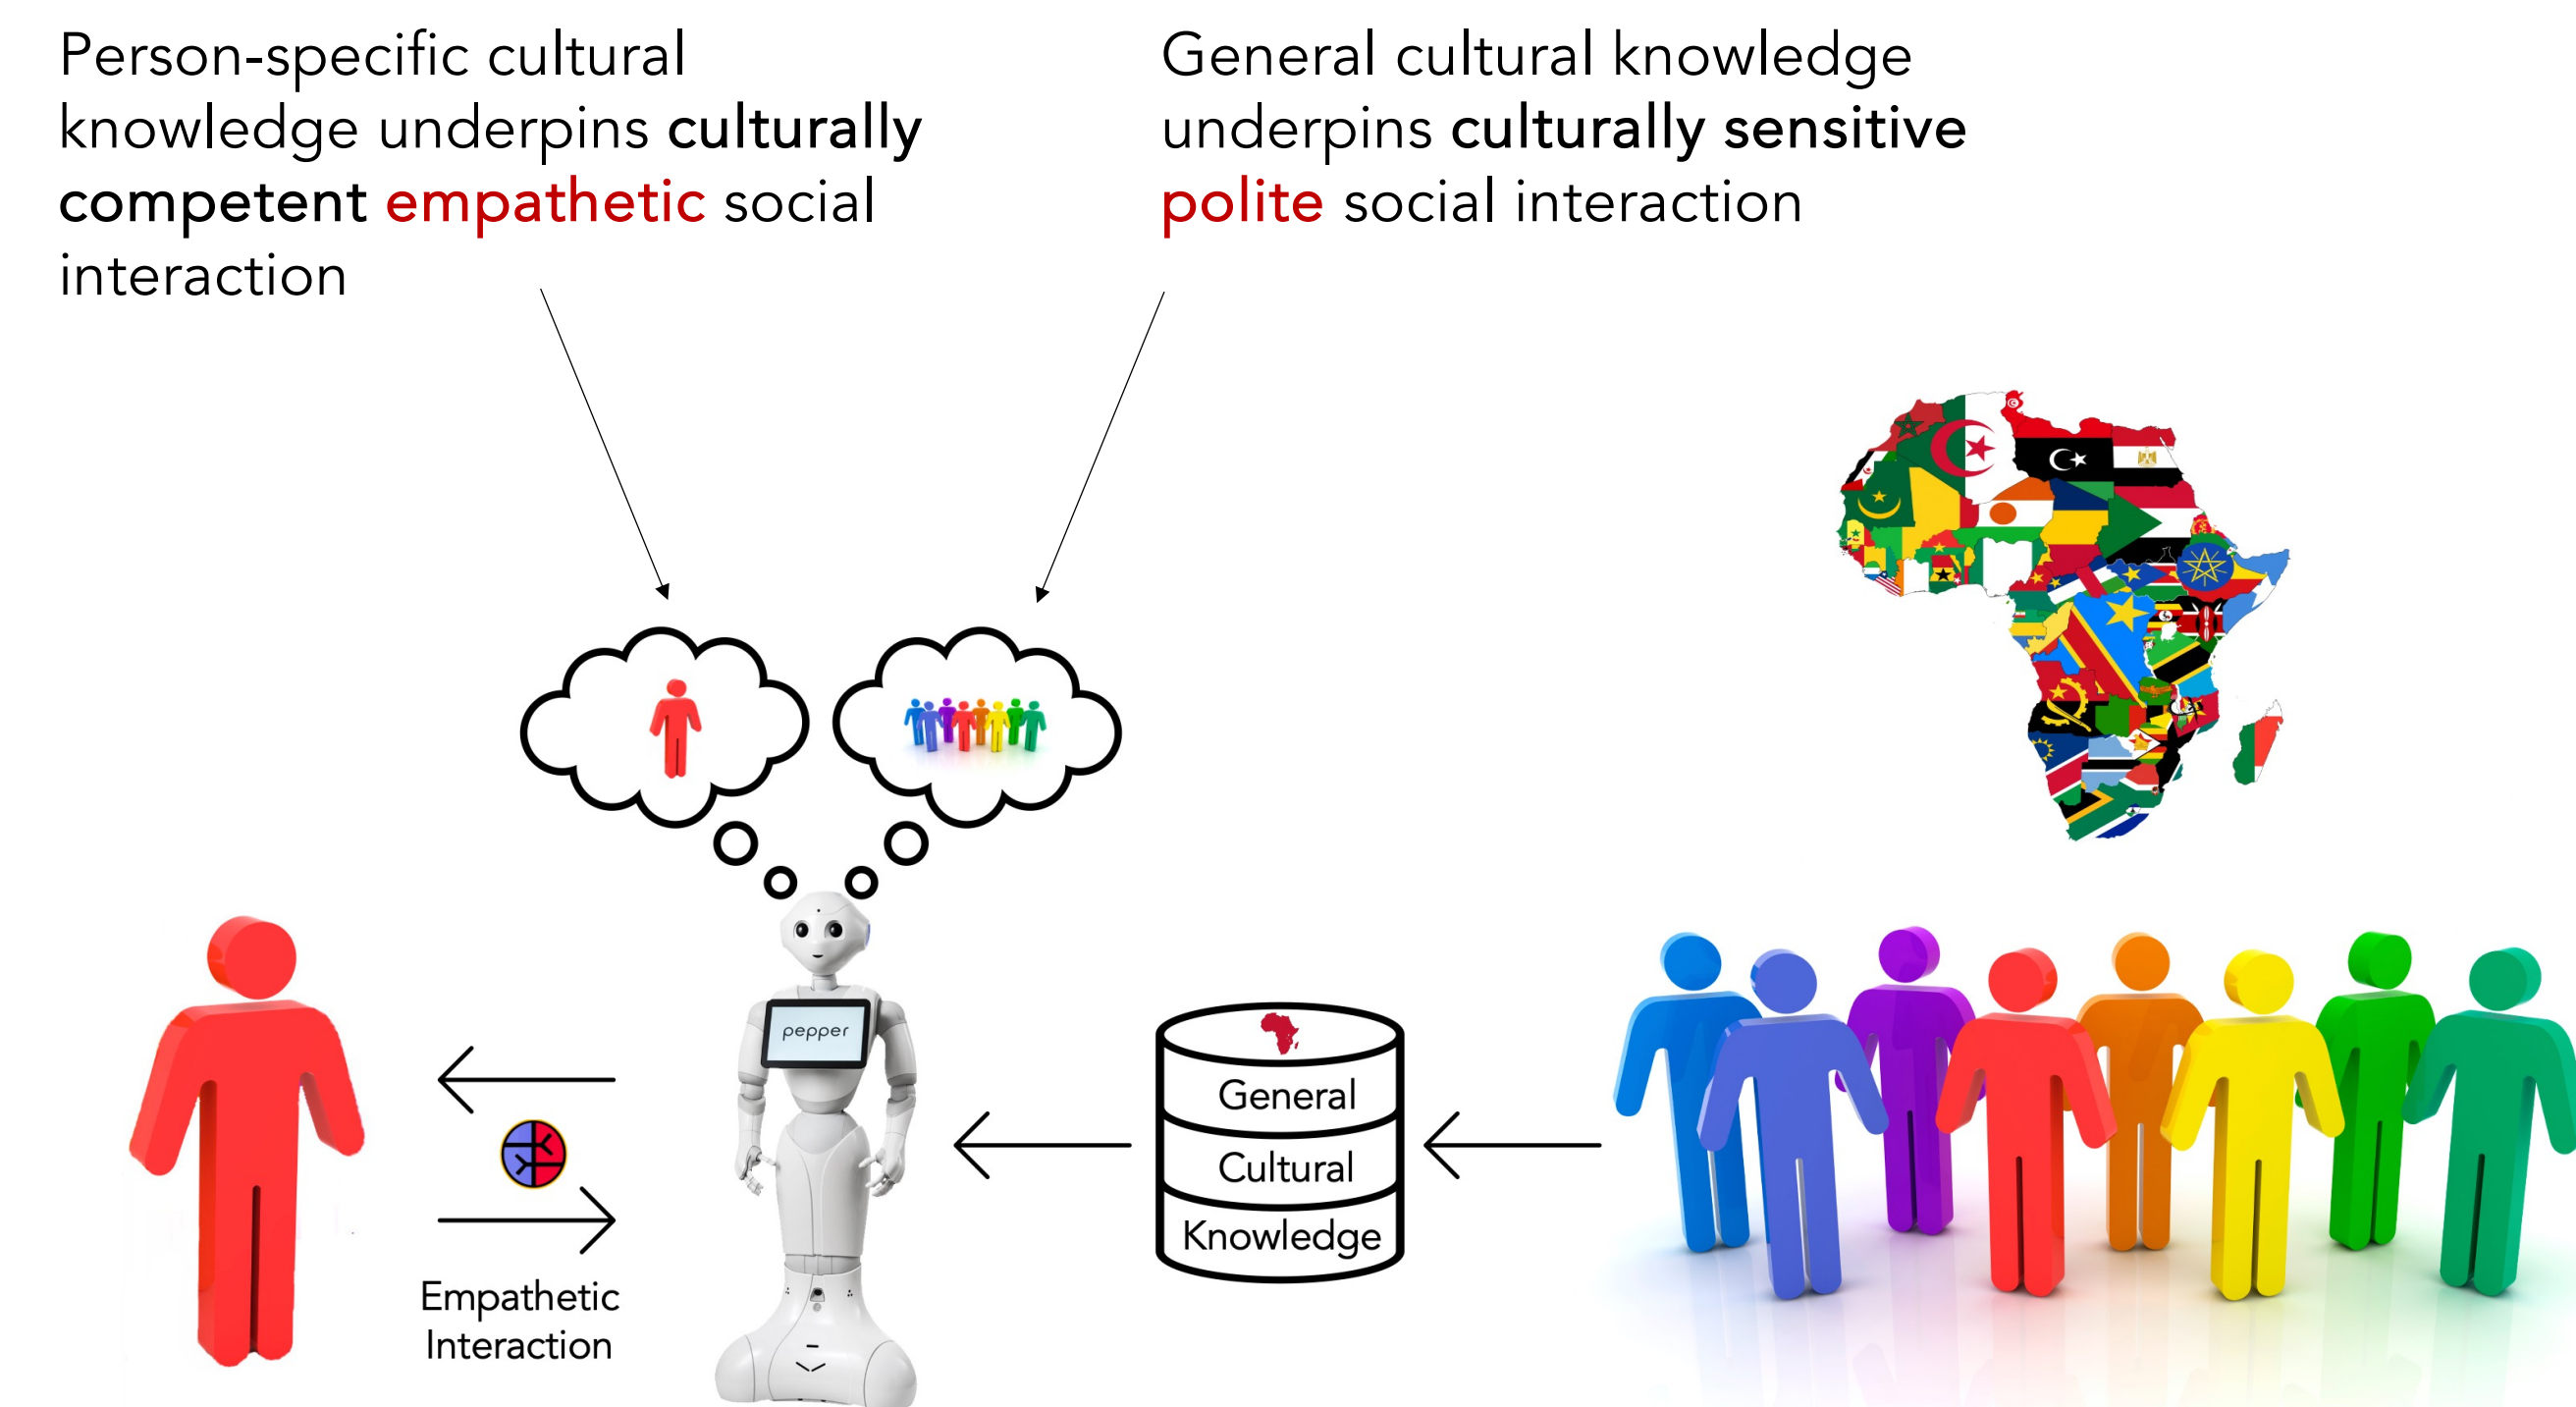 Person-specific cultural
knowledge underpins culturally
competent empathetic social
interaction
General cultural knowledge
underpins culturally sensitive
polite social interaction
pepper
General
Cultural
Knowledge
Empathetic
Interaction